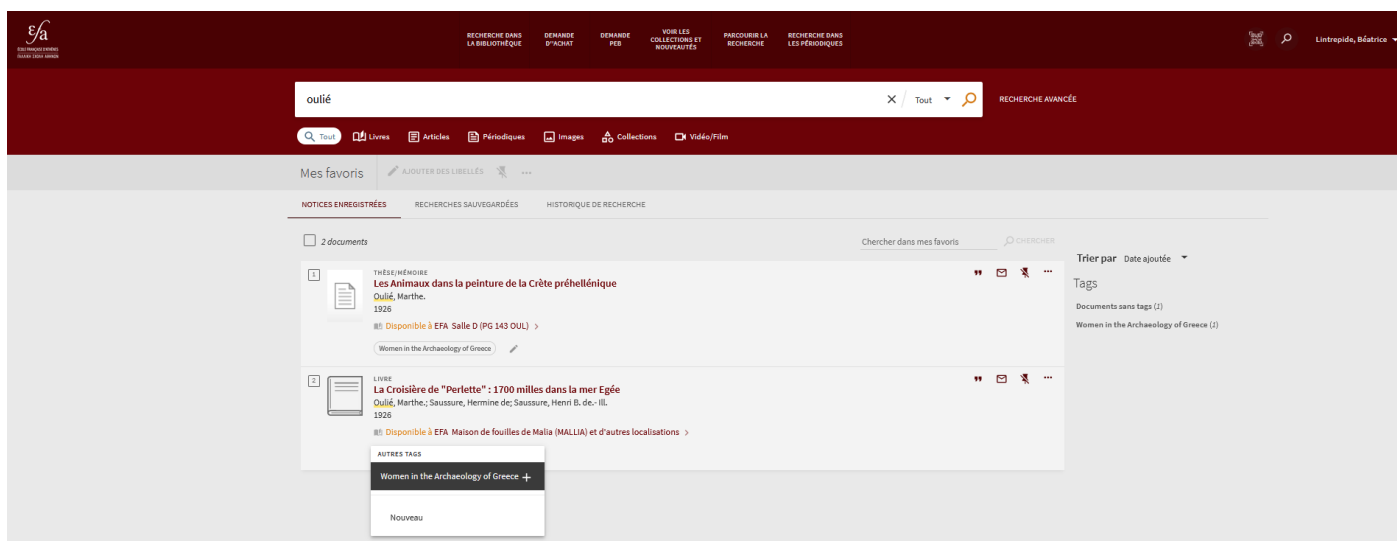 εfa
RECHERCHE DANS LA BIBLIOTHÈQUE
DEMANDE D"ACHAT
DEMANDE PEB
VOIR LES COLLECTIONS ET NOUVEAUTÉS
PARCOURIR LA RECHERCHE
RECHERCHE DANS LES PÉRIODIQUES
Lintrepide, Béatrice
oulié
Tout
RECHERCHE AVANCÉE
Tout
Livres
Articles
Périodiques
Images
Collections
Vidéo/Film
Mes favoris
AJOUTER DES LIBELLÉS
NOTICES ENREGISTRÉES
RECHERCHES SAUVEGARDÉES
HISTORIQUE DE RECHERCHE
2 documents
Chercher dans mes favoris
CHERCHER
1
THÈSE/MÉMOIRE
Les Animaux dans la peinture de la Crète préhellénique
Oulié, Marthe.
1926
Disponible à EFA Salle D (PG 143 OUL)
Women in the Archaeology of Greece
2
LIVRE
La Croisière de "Perlette" : 1700 milles dans la mer Egée
Oulié, Marthe.; Saussure, Hermine de; Saussure, Henri B. de.- Ill.
1926
Disponible à EFA Maison de fouilles de Malia (MALLIA) et d'autres localisations
AUTRES TAGS
Women in the Archaeology of Greece
Nouveau
Trier par Date ajoutée
Tags
Documents sans tags (1)
Women in the Archaeology of Greece (1)